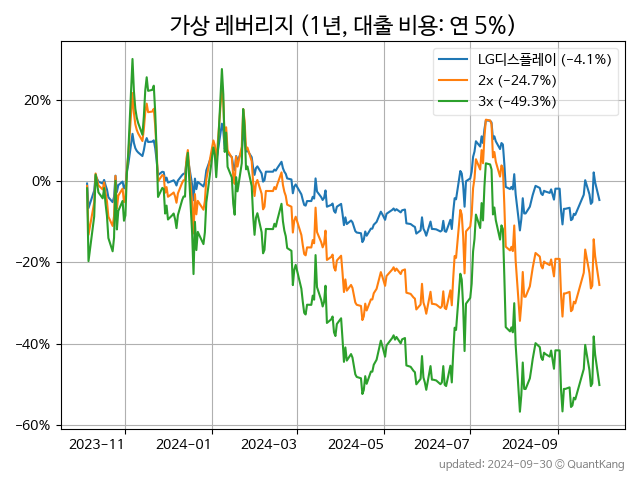 가상 레버리지 (1년, 대출 비용: 연 5%)
LG디스플레이 (−4.1%)
2x (−24.7%)
3x (−49.3%)
20%
0%
−20%
−40%
−60%
2023-11 2024-01 2024-03 2024-05 2024-07 2024-09
updated: 2024-09-30 © QuantKang